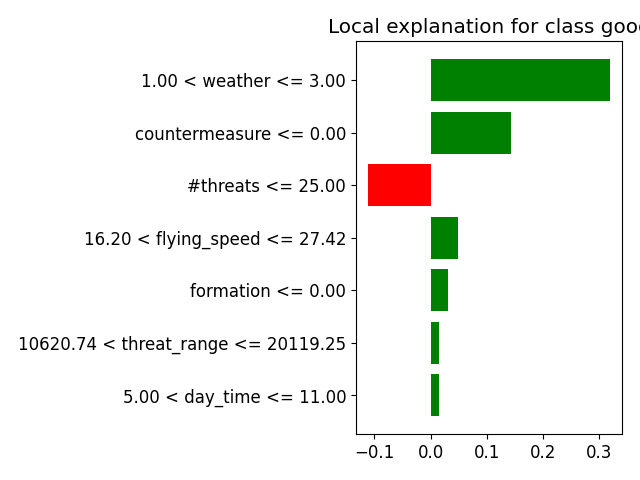 Local explanation for class good
1.00 < weather <= 3.00
countermeasure <= 0.00
#threats <= 25.00
16.20 < flying_speed <= 27.42
formation <= 0.00
10620.74 < threat_range <= 20119.25
5.00 < day_time <= 11.00
−0.1 0.0 0.1 0.2 0.3